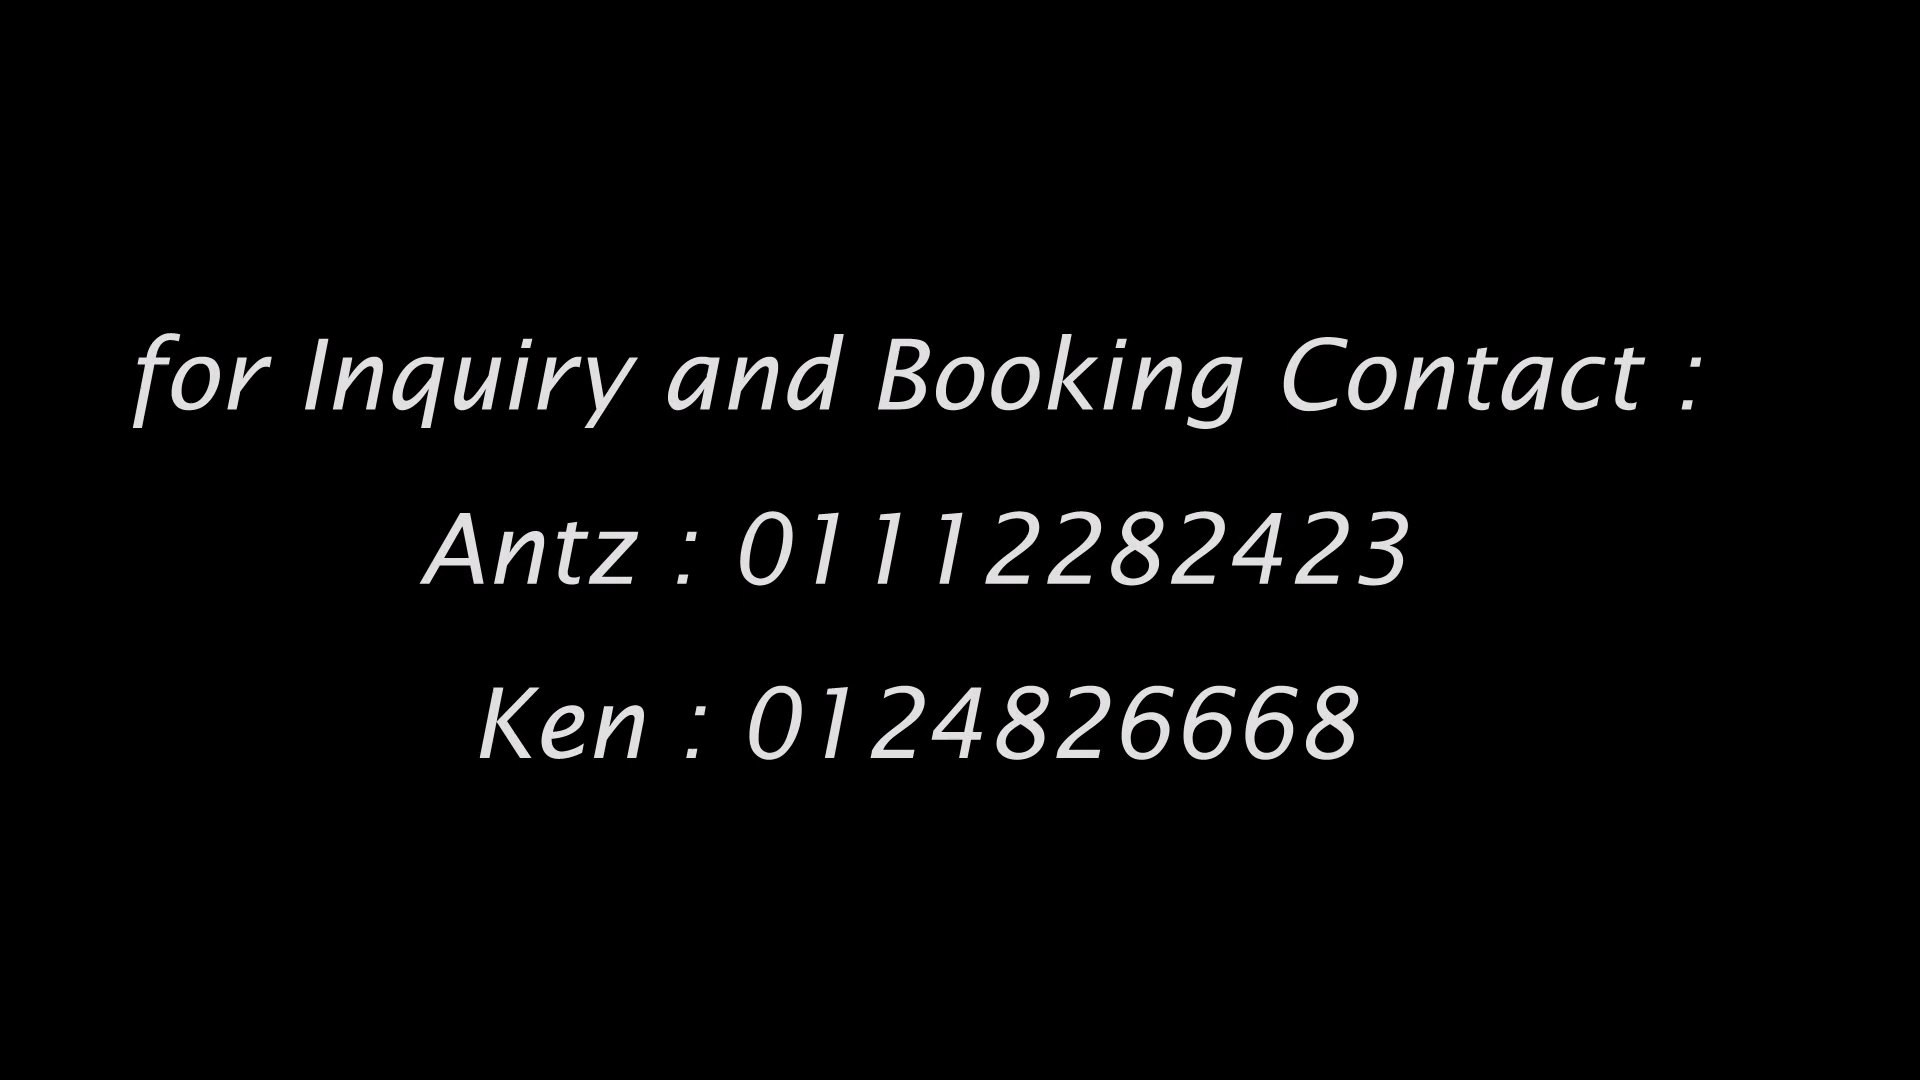 for Inquiry and Booking Contact :
Antz : 01112282423
Ken : 0124826668